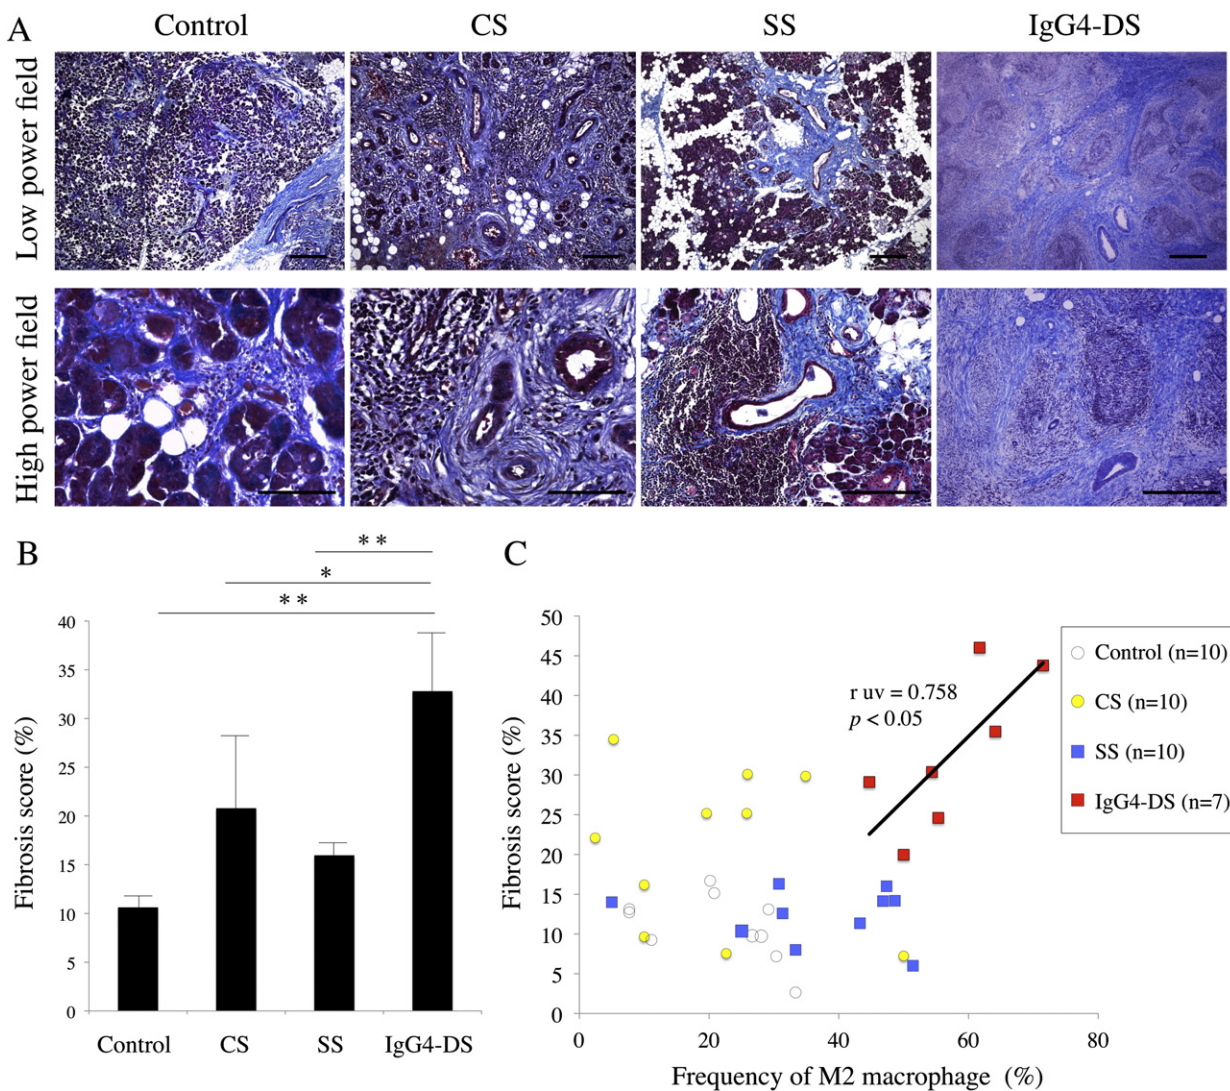 A
Control
CS
SS
IgG4-DS
Low power field
High power field
B
**
*
**
Fibrosis score (%)
40
35
30
25
20
15
10
5
0
Control
CS
SS
IgG4-DS
C
Fibrosis score (%)
50
45
40
35
30
25
20
15
10
5
0
r uv = 0.758
p < 0.05
0
20
40
60
80
Frequency of M2 macrophage (%)
Control (n=10)
CS (n=10)
SS (n=10)
IgG4-DS (n=7)